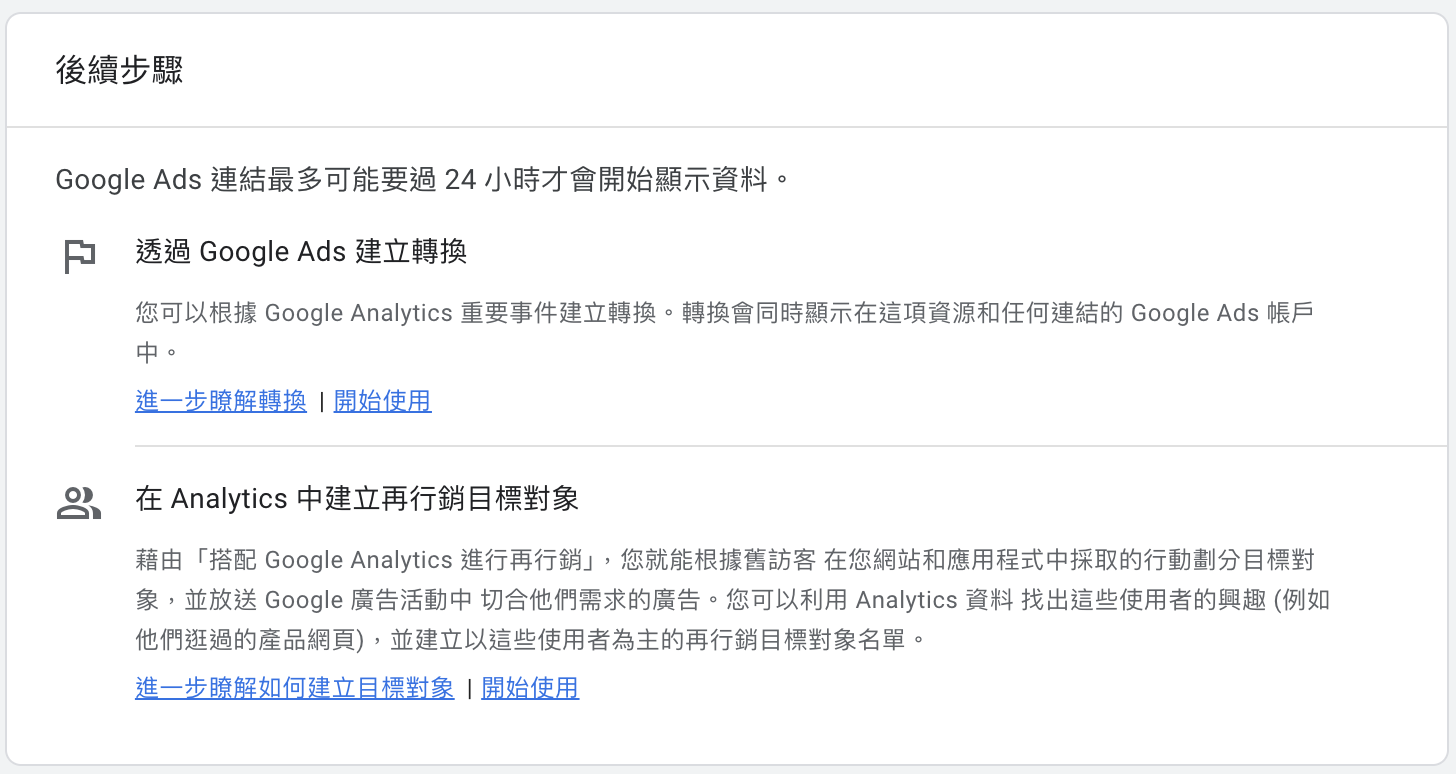 後續步驟
Google Ads 連結最多可能要過 24 小時才會開始顯示資料。
透過 Google Ads 建立轉換
您可以根據 Google Analytics 重要事件建立轉換。轉換會同時顯示在這項資源和任何連結的 Google Ads 帳戶
中。
進一步瞭解轉換 | 開始使用
在 Analytics 中建立再行銷目標對象
藉由「搭配 Google Analytics 進行再行銷」，您就能根據舊訪客 在您網站和應用程式中採取的行動劃分目標對
象，並放送 Google 廣告活動中 切合他們需求的廣告。您可以利用 Analytics 資料 找出這些使用者的興趣 (例如
他們逛過的產品網頁)，並建立以這些使用者為主的再行銷目標對象名單。
進一步瞭解如何建立目標對象 | 開始使用